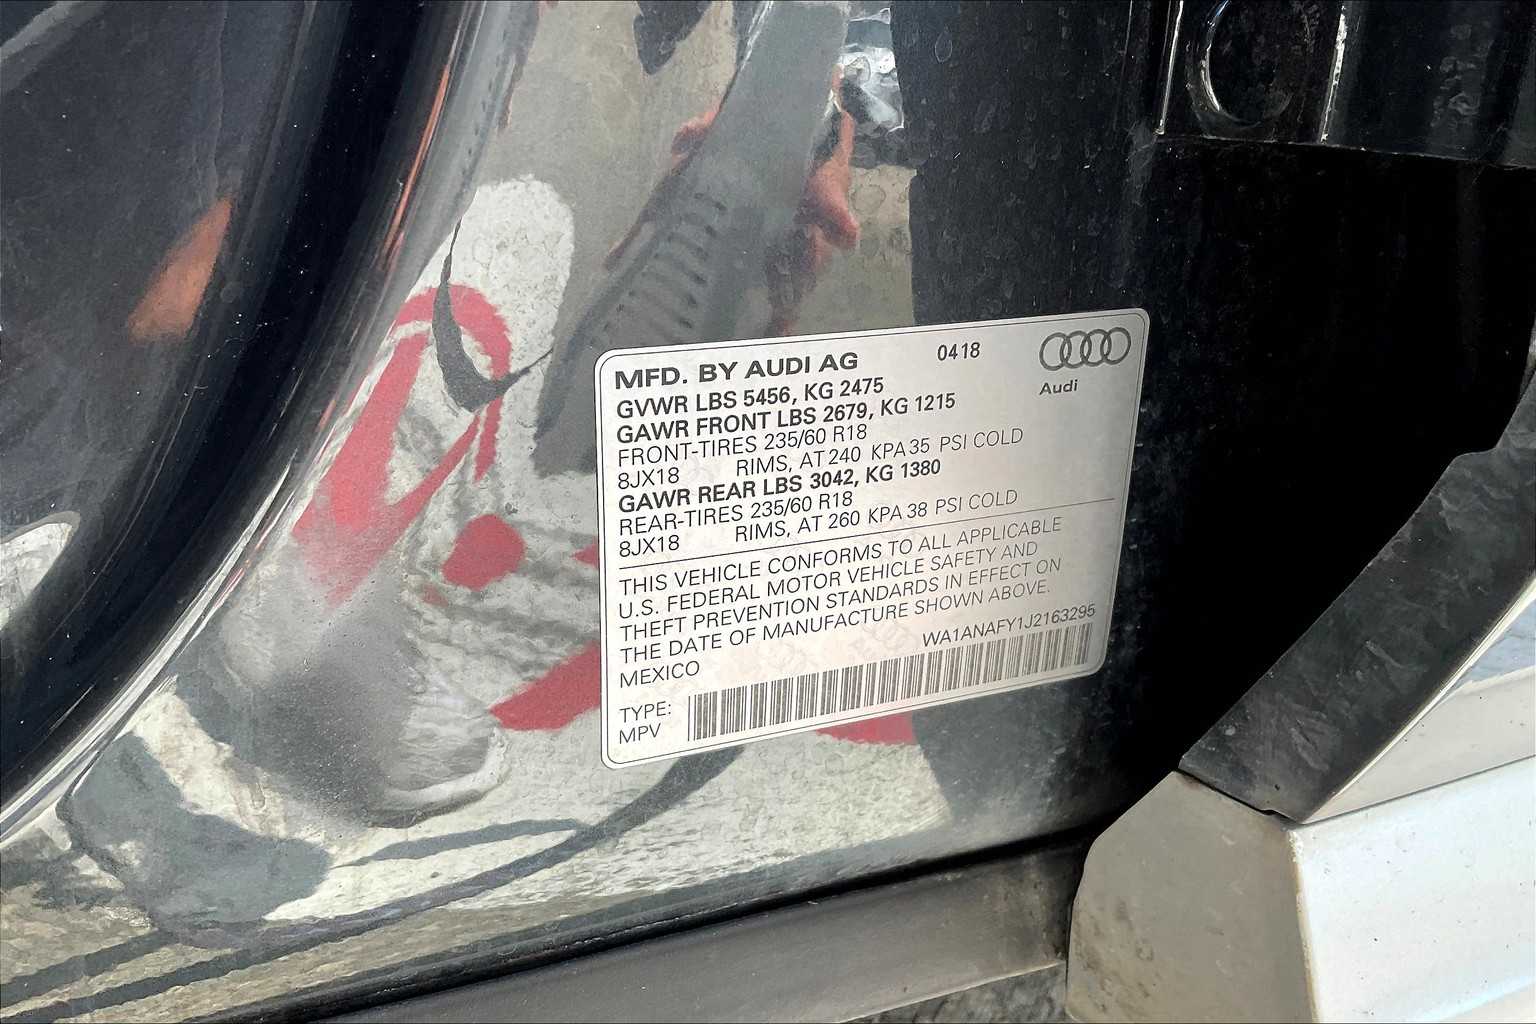 MFD. BY AUDI AG 0418
Audi
GVWR LBS 5456, KG 2475
GAWR FRONT LBS 2679, KG 1215
FRONT-TIRES 235/60 R18
8JX18 RIMS, AT 240 KPA 35 PSI COLD
GAWR REAR LBS 3042, KG 1380
REAR-TIRES 235/60 R18
8JX18 RIMS, AT 260 KPA 38 PSI COLD
THIS VEHICLE CONFORMS TO ALL APPLICABLE
U.S. FEDERAL MOTOR VEHICLE SAFETY AND
THEFT PREVENTION STANDARDS IN EFFECT ON
THE DATE OF MANUFACTURE SHOWN ABOVE.
MEXICO WA1ANAFY1J2163295
TYPE:
MPV